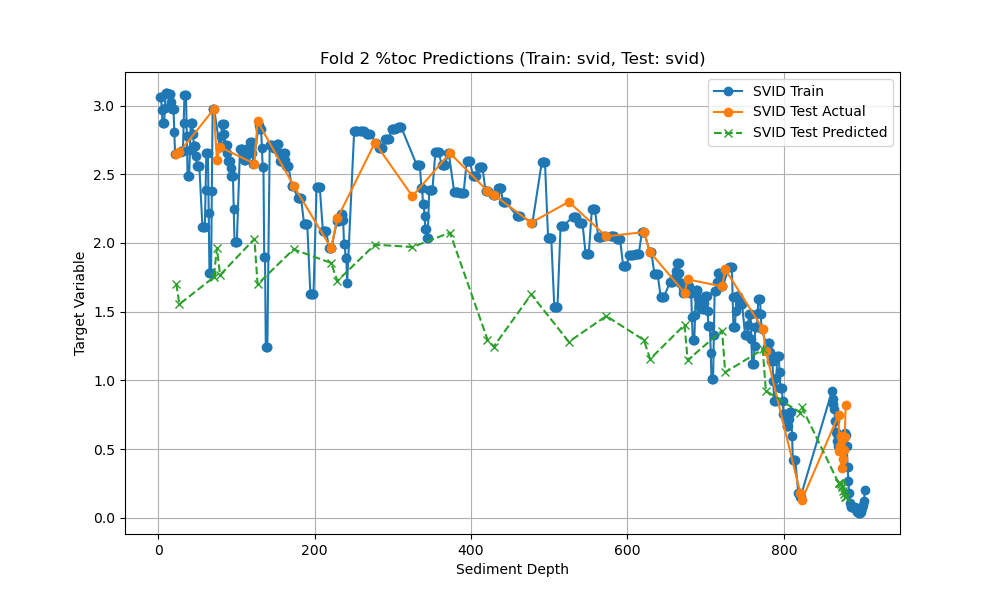 Fold 2 %toc Predictions (Train: svid, Test: svid)
SVID Train
SVID Test Actual
SVID Test Predicted
Target Variable
3.0
2.5
2.0
1.5
1.0
0.5
0.0
0
200
400
600
800
Sediment Depth